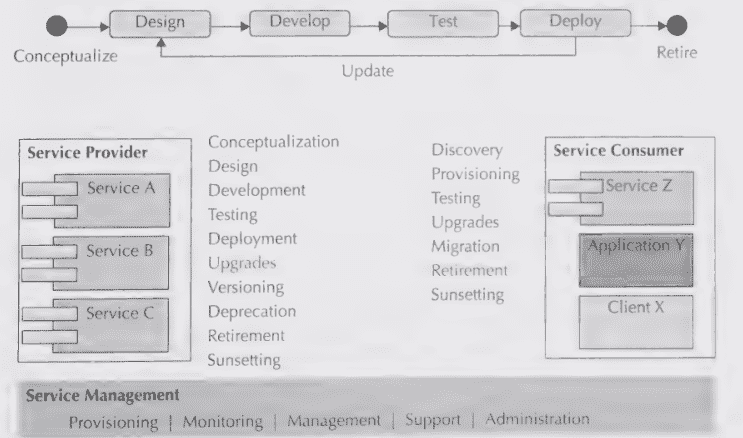 Design
Develop
Test
Deploy
Conceptualize
Retire
Update
Service Provider
Service A
Service B
Service C
Conceptualization
Design
Development
Testing
Deployment
Upgrades
Versioning
Deprecation
Retirement
Sunsetting
Discovery
Provisioning
Testing
Upgrades
Migration
Retirement
Sunsetting
Service Consumer
Service Z
Application Y
Client X
Service Management
Provisioning | Monitoring | Management | Support | Administration